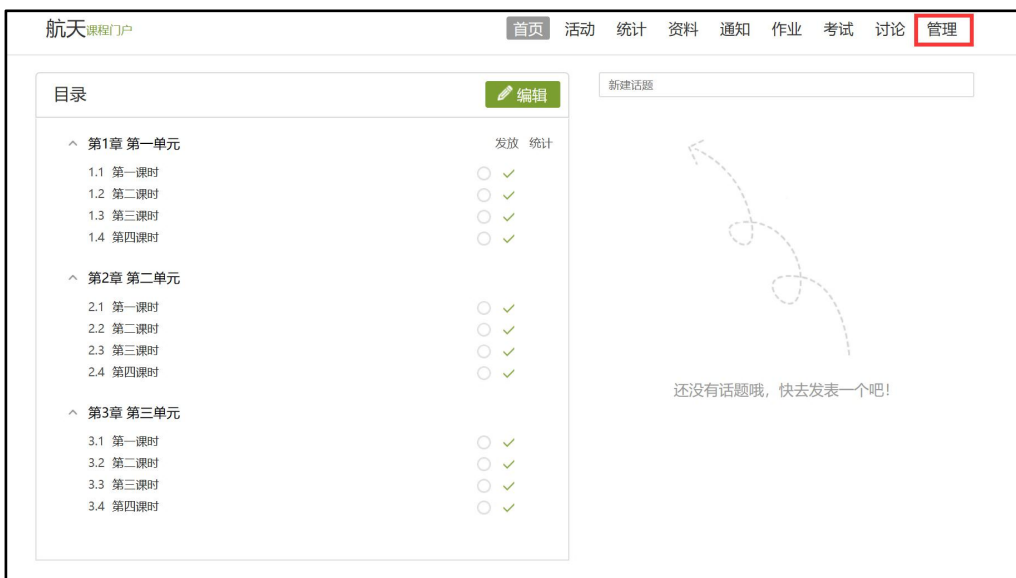 航天课程门户 首页 活动 统计 资料 通知 作业 考试 讨论 管理
目录 编辑
第1章 第一单元 发放 统计
1.1 第一课时
1.2 第二课时
1.3 第三课时
1.4 第四课时
第2章 第二单元
2.1 第一课时
2.2 第二课时
2.3 第三课时
2.4 第四课时
第3章 第三单元
3.1 第一课时
3.2 第二课时
3.3 第三课时
3.4 第四课时
新建话题
还没有话题哦，快去发表一个吧！